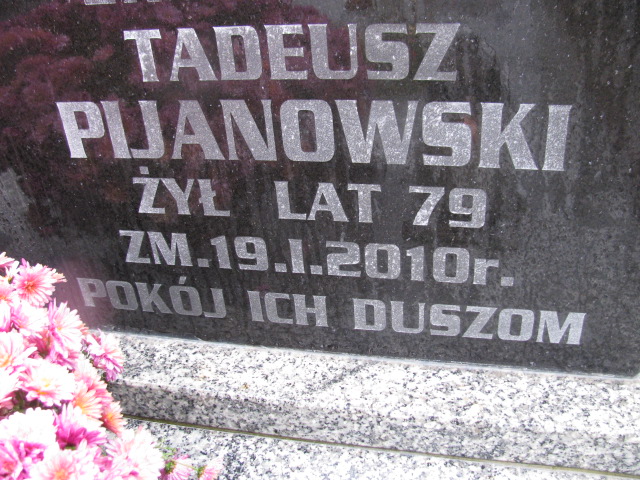 TADEUSZ
PIJANOWSKI
ŻYŁ LAT 79
ZM.19.I.2010r.
POKÓJ ICH DUSZOM